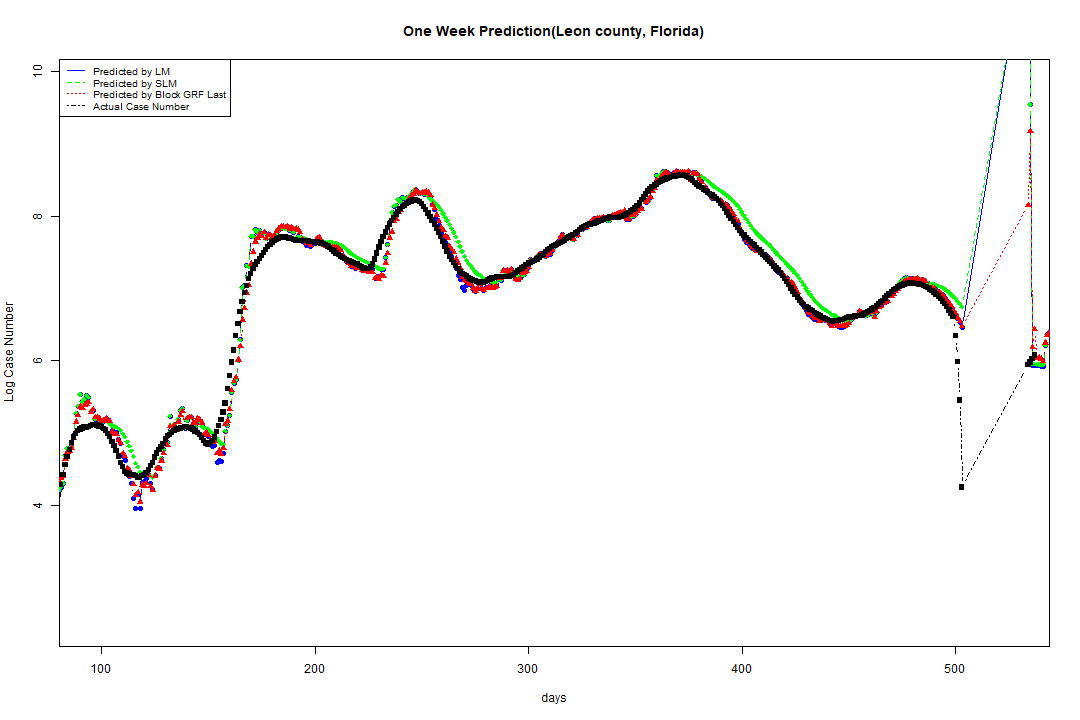 One Week Prediction(Leon county, Florida)
Predicted by LM
Predicted by SLM
Predicted by Block GRF Last
Actual Case Number
10
8
6
4
Log Case Number
100 200 300 400 500
days